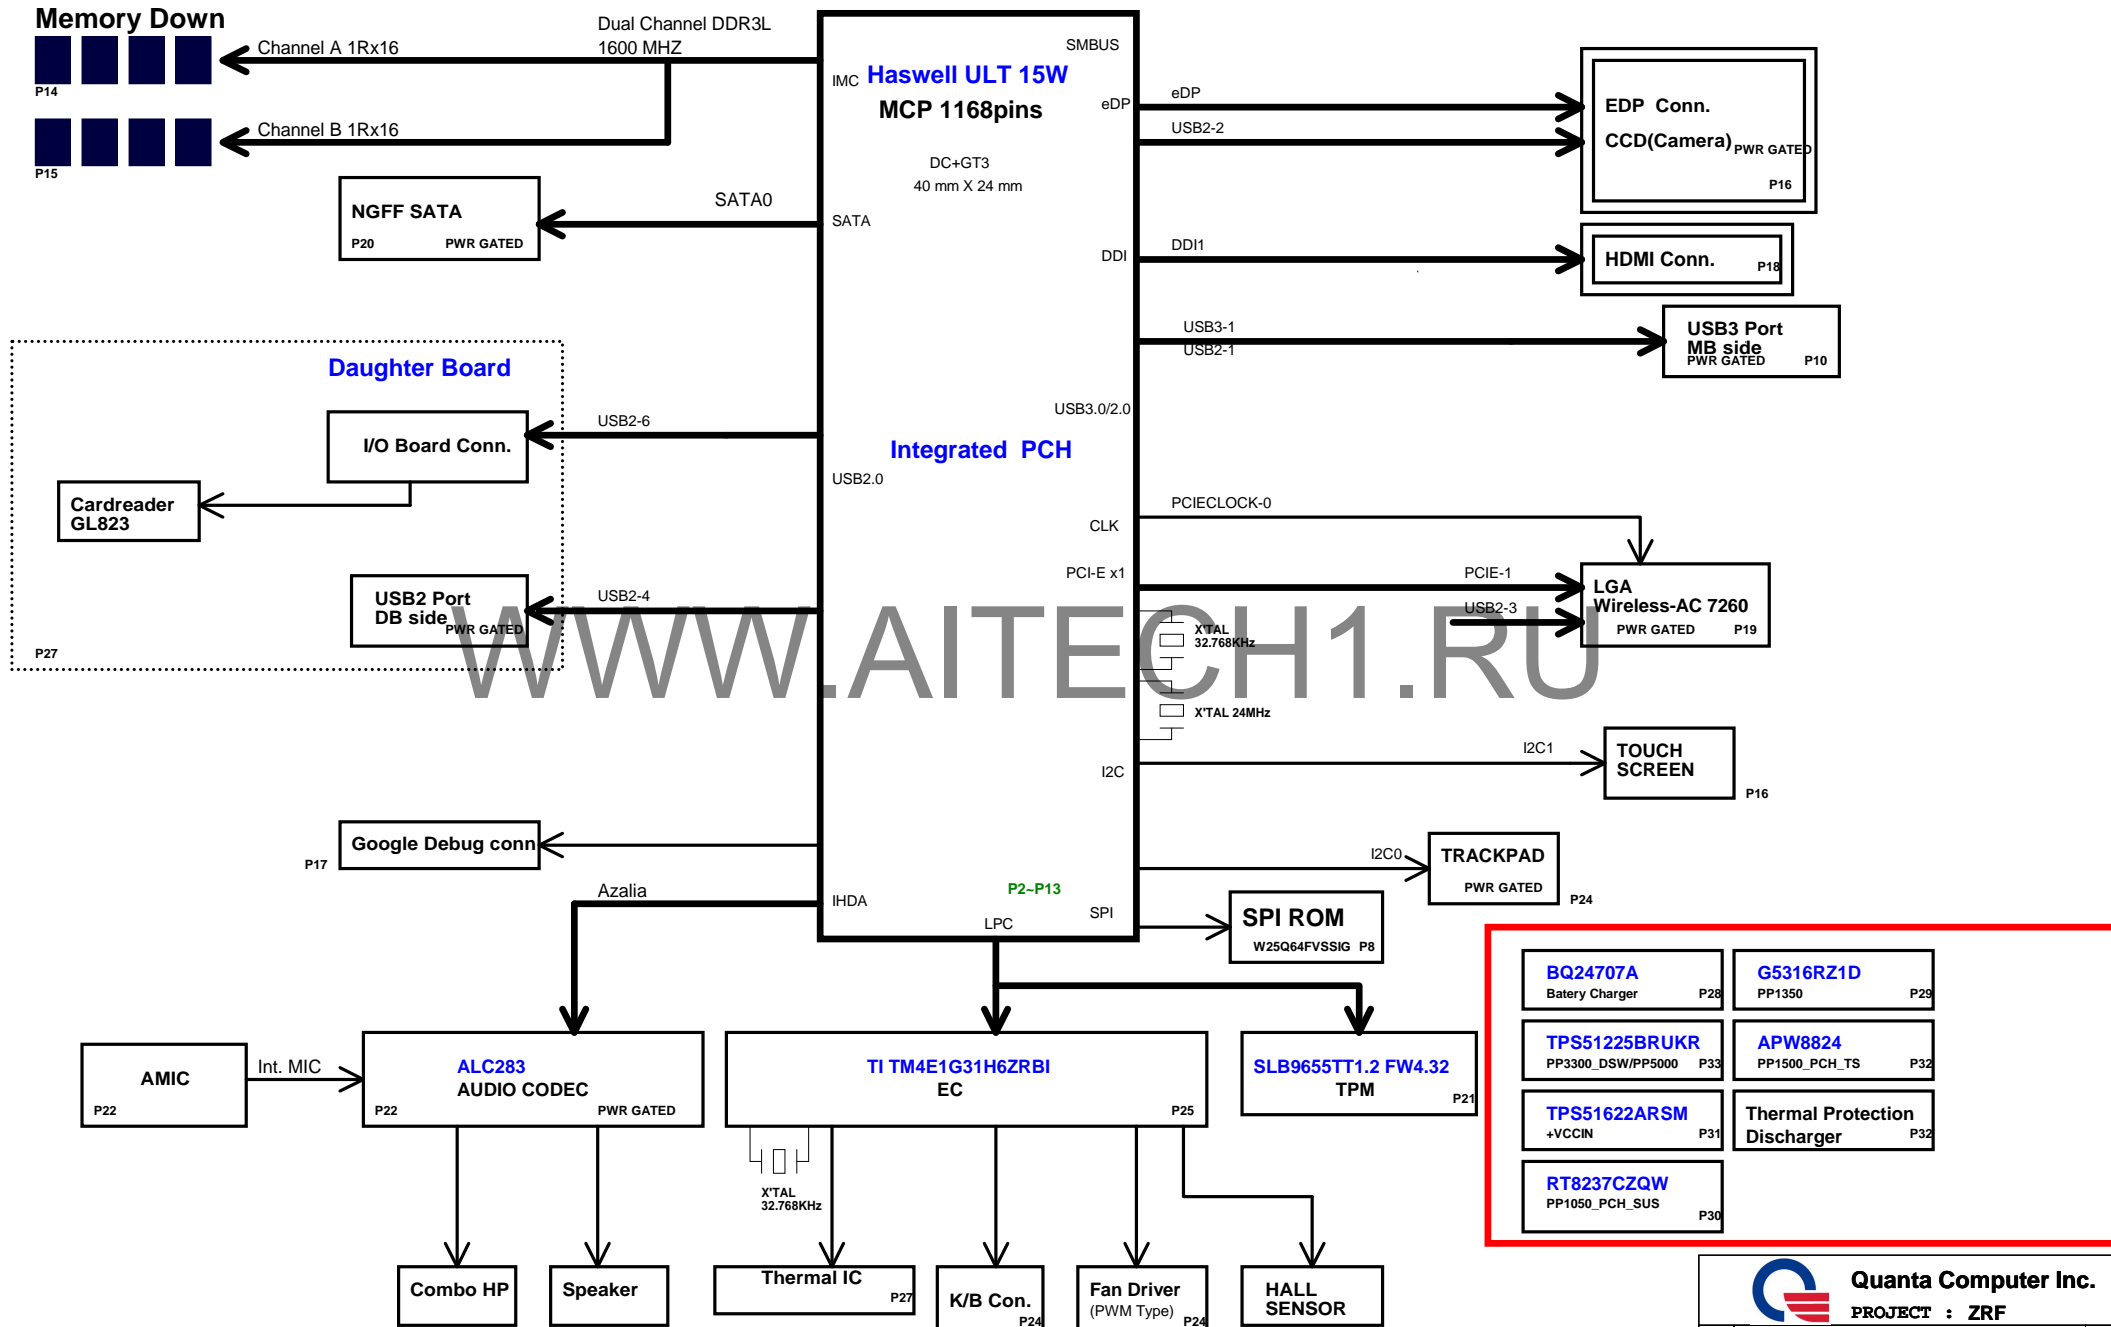 Memory Down
Channel A 1Rx16
Dual Channel DDR3L
1600 MHZ
P14
Channel B 1Rx16
P15
IMC
SMBUS
Haswell ULT 15W
MCP 1168pins
eDP
DC+GT3
40 mm X 24 mm
eDP
USB2-2
EDP Conn.
CCD(Camera)
PWR GATED
P16
NGFF SATA
P20
PWR GATED
SATA0
SATA
DDI
DDI1
HDMI Conn.
P18
USB3-1
USB2-1
USB3 Port
MB side
PWR GATED
P10
Daughter Board
I/O Board Conn.
USB2-6
USB3.0/2.0
Integrated PCH
USB2.0
Cardreader
GL823
CLK
PCIECLOCK-0
PCI-E x1
PCIE-1
USB2-3
LGA
Wireless-AC 7260
PWR GATED
P19
USB2 Port
DB side
PWR GATED
USB2-4
P27
X'TAL
32.768KHz
X'TAL 24MHz
WWW.AITECH1.RU
I2C
I2C1
TOUCH
SCREEN
P16
Google Debug conn
P17
I2C0
TRACKPAD
PWR GATED
P24
Azalia
IHDA
P2~P13
LPC
SPI
SPI ROM
W25Q64FVSSIG P8
AMIC
P22
Int. MIC
ALC283
AUDIO CODEC
P22
PWR GATED
TI TM4E1G31H6ZRBI
EC
P25
SLB9655TT1.2 FW4.32
TPM
P21
BQ24707A
Batery Charger
P28
G5316RZ1D
PP1350
P29
TPS51225BRUKR
PP3300_DSW/PP5000
P33
APW8824
PP1500_PCH_TS
P32
TPS51622ARSM
+VCCIN
P31
Thermal Protection
Discharger
P32
RT8237CZQW
PP1050_PCH_SUS
P30
X'TAL
32.768KHz
Combo HP
Speaker
Thermal IC
P27
K/B Con.
P24
Fan Driver
(PWM Type)
P24
HALL
SENSOR
Quanta Computer Inc.
PROJECT : ZRF